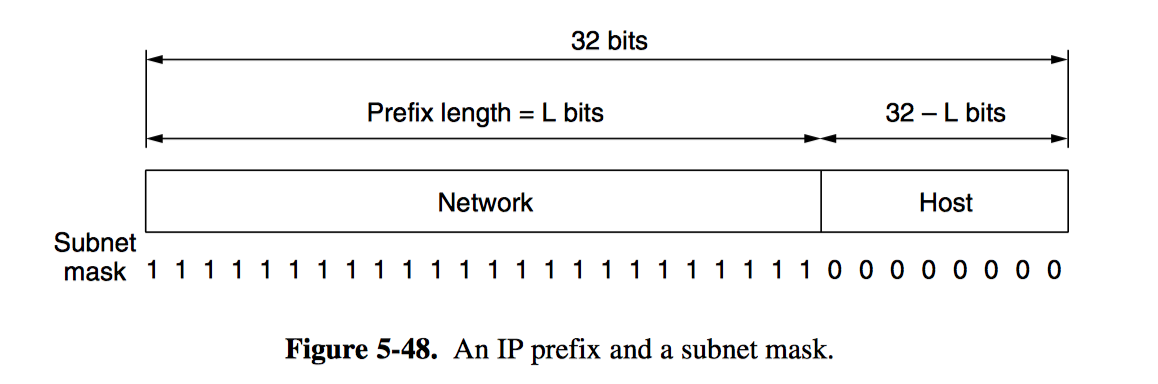 32 bits
Prefix length = L bits 32 – L bits
Network Host
Subnet
mask 1 1 1 1 1 1 1 1 1 1 1 1 1 1 1 1 1 1 1 1 1 1 1 1 0 0 0 0 0 0 0 0
Figure 5-48. An IP prefix and a subnet mask.